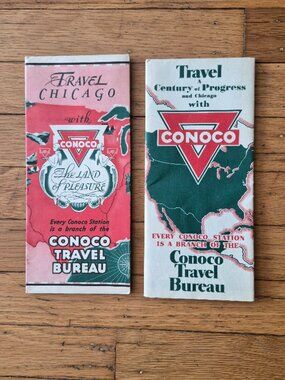 TRAVEL
CHICAGO
with
CONOCO
The LAND
of PLEASURE
Every Conoco Station
is a branch of the
CONOCO
TRAVEL
BUREAU
Travel
A
Century of Progress
and Chicago
with
CONOCO
EVERY CONOCO STATION
IS A BRANCH OF THE
Conoco
Travel
Bureau